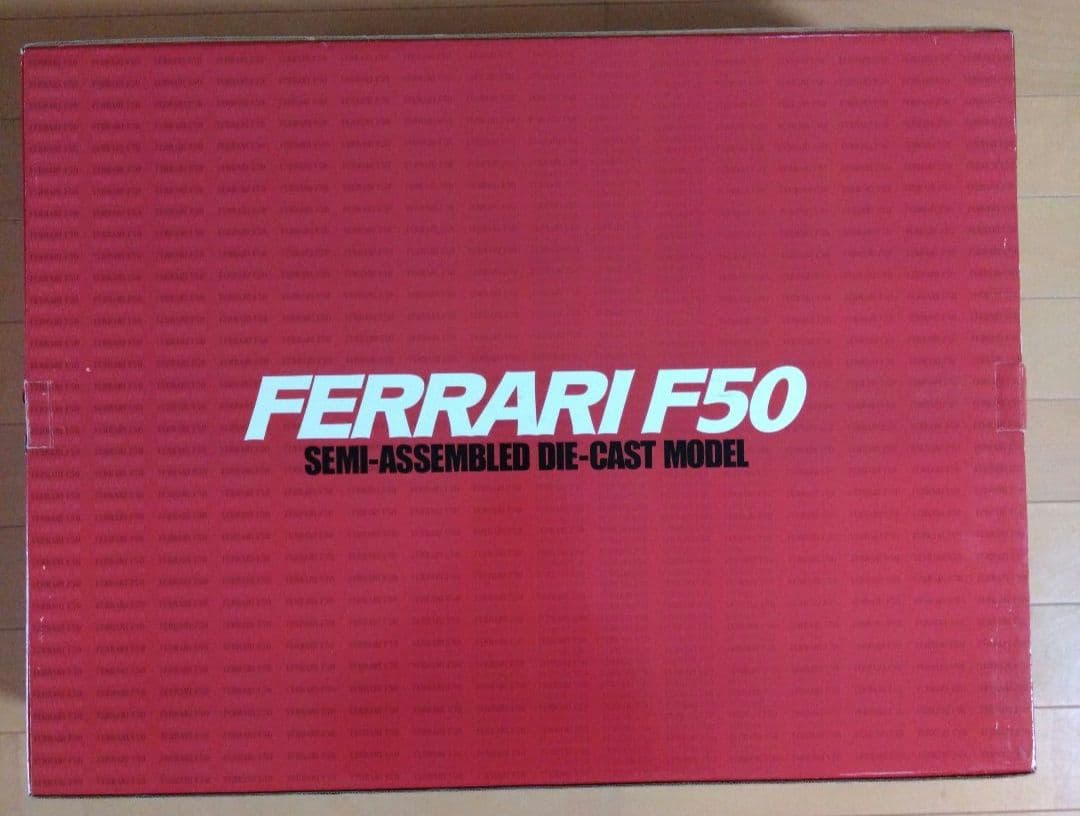 FERRARI F50
SEMI-ASSEMBLED DIE-CAST MODEL